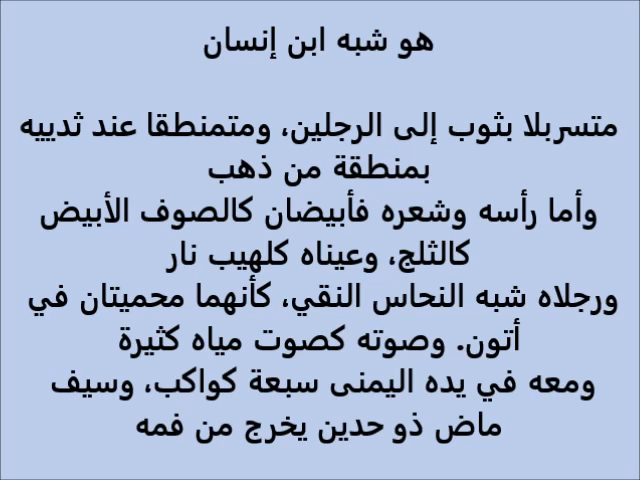 هو شبه ابن إنسان
متسربلا بثوب إلى الرجلين، ومتمنطقا عند ثدييه
بمنطقة من ذهب
وأما رأسه وشعره فأبيضان كالصوف الأبيض
كالثلج، وعيناه كلهيب نار
ورجلاه شبه النحاس النقي، كأنهما محميتان في
أتون. وصوته كصوت مياه كثيرة
ومعه في يده اليمنى سبعة كواكب، وسيف
ماض ذو حدين يخرج من فمه